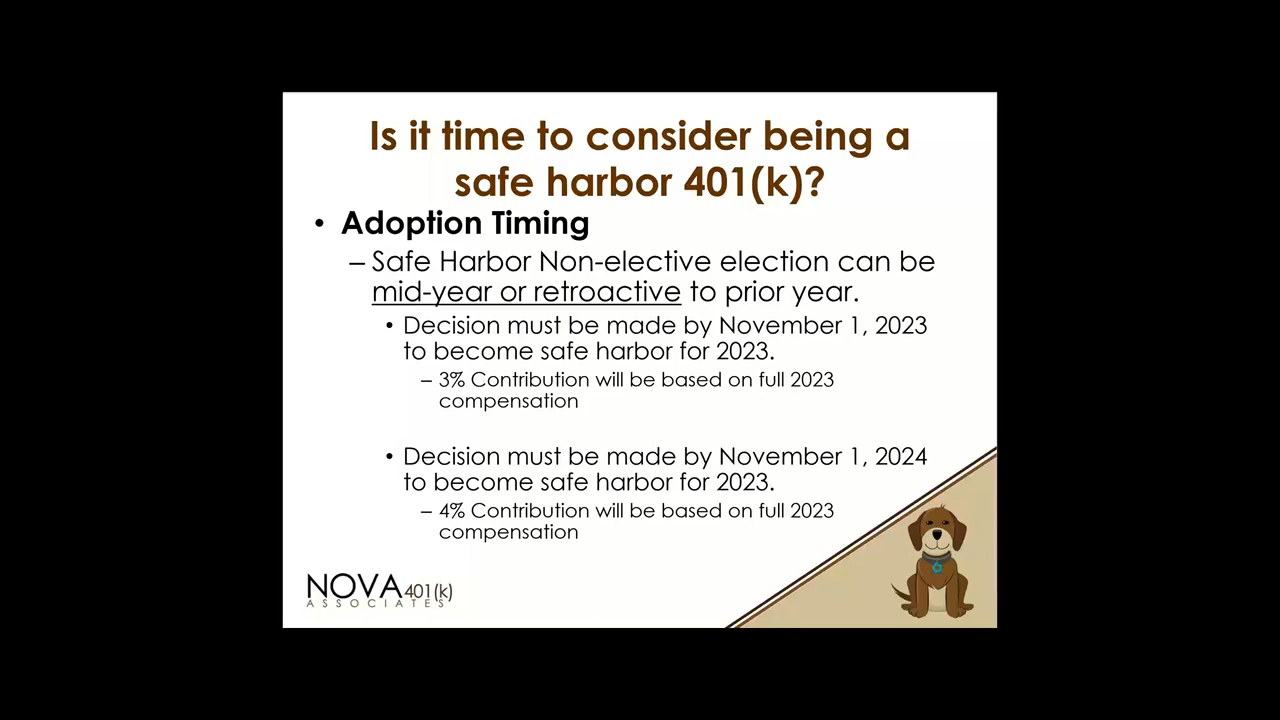 Is it time to consider being a
safe harbor 401(k)?
• Adoption Timing
– Safe Harbor Non-elective election can be
mid-year or retroactive to prior year.
• Decision must be made by November 1, 2023
to become safe harbor for 2023.
– 3% Contribution will be based on full 2023
compensation
• Decision must be made by November 1, 2024
to become safe harbor for 2023.
– 4% Contribution will be based on full 2023
compensation
NOVA 401(k)
ASSOCIATES